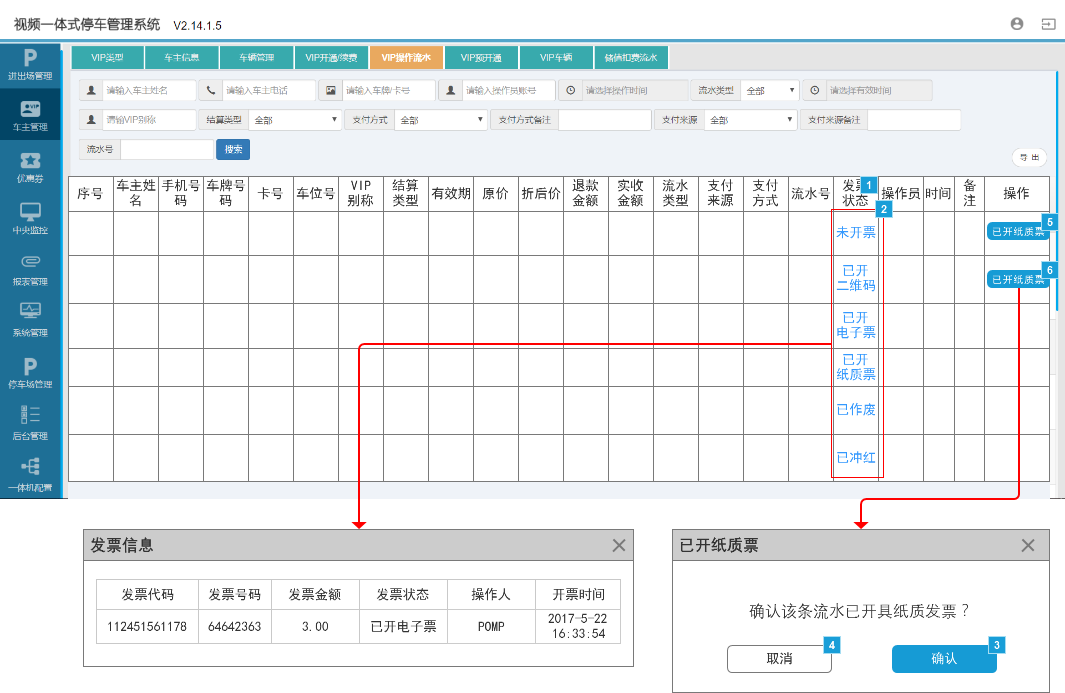 视频一体式停车管理系统 V2.14.1.5
VIP类型 车主信息 车辆管理 VIP开通/续费 VIP操作流水 VIP预开通 VIP车辆 储值扣费流水
进出场管理
车主管理
优惠券
中央监控
报表管理
系统管理
停车场管理
后台管理
一体机配置
请输入车主姓名 请输入车主电话 请输入车牌/卡号 请输入操作员账号 请选择操作时间 流水类型 全部 请选择有效时间
请输VIP别称 结算类型 全部 支付方式 全部 支付方式备注 支付来源 全部 支付来源备注
流水号 搜索
导 出
序号 车主姓名 手机号码 车牌号码 卡号 车位号 VIP别称 结算类型 有效期 原价 折后价 退款金额 实收金额 流水类型 支付来源 支付方式 流水号 发票状态 操作员 时间 备注 操作
1
2
未开票 已开纸质票 5
已开
二维码 已开纸质票 6
已开
电子票
已开
纸质票
已作废
已冲红
发票信息
发票代码 发票号码 发票金额 发票状态 操作人 开票时间
112451561178 64642363 3.00 已开电子票 POMP 2017-5-22
16:33:54
已开纸质票
确认该条流水已开具纸质发票？
取消 4 确认 3